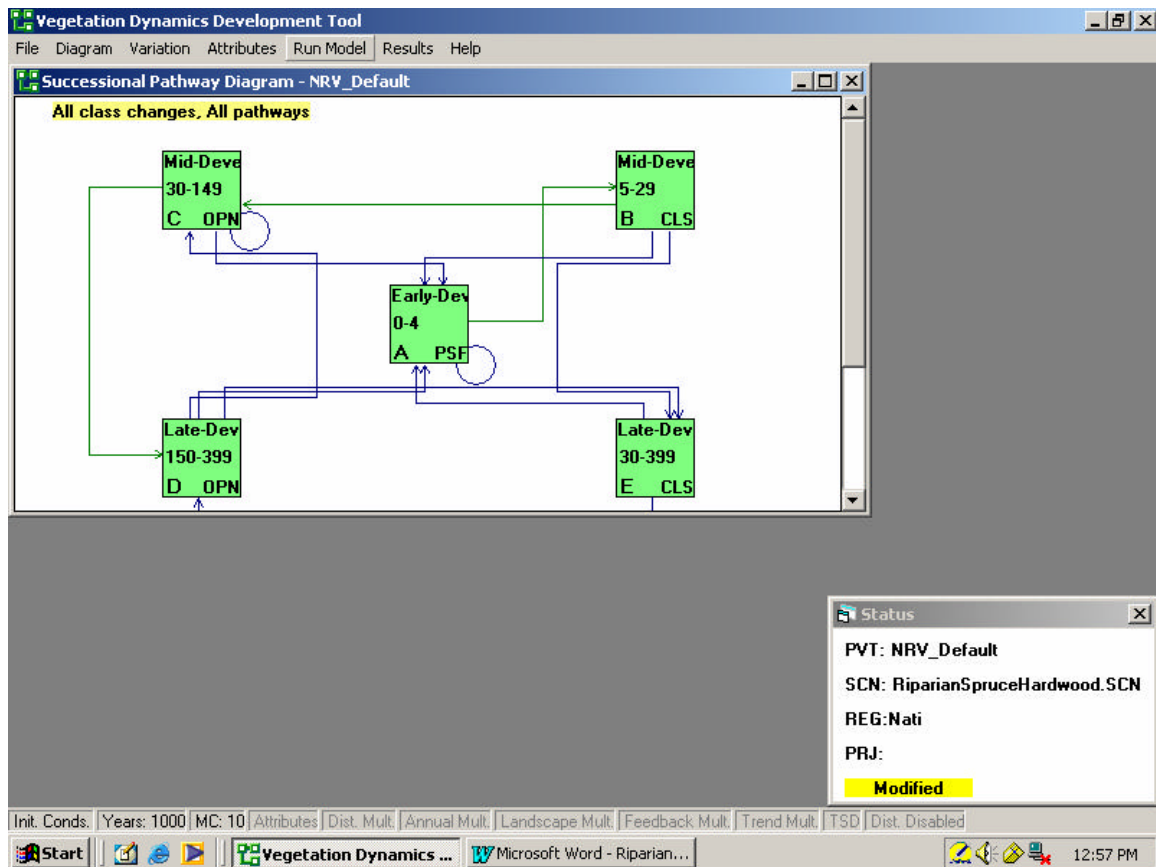 Vegetation Dynamics Development Tool
File Diagram Variation Attributes Run Model Results Help
Successional Pathway Diagram - NRV_Default
All class changes, All pathways
Mid-Deve
30-149
C OPN
Mid-Deve
5-29
B CLS
Early-Dev
0-4
A PSF
Late-Dev
150-399
D OPN
Late-Dev
30-399
E CLS
Status
PVT: NRV_Default
SCN: RiparianSpruceHardwood.SCN
REG:Nati
PRJ:
Modified
Init. Conds. Years: 1000 MC: 10 Attributes Dist. Mult. Annual Mult. Landscape Mult. Feedback Mult. Trend Mult. TSD Dist. Disabled
Start Vegetation Dynamics ... Microsoft Word - Riparian... 12:57 PM